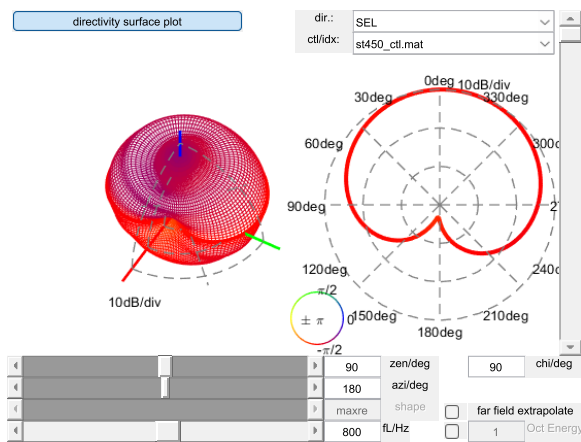 directivity surface plot
dir.: SEL
ctl/idx: st450_ctl.mat
0deg 10dB/div
30deg 330deg
60deg 300
90deg
120deg 240
150deg 210deg
180deg
10dB/div
π/2
± π 0
-π/2
90 zen/deg 90 chi/deg
180 azi/deg
maxre shape far field extrapolate
800 fL/Hz 1 Oct Energy